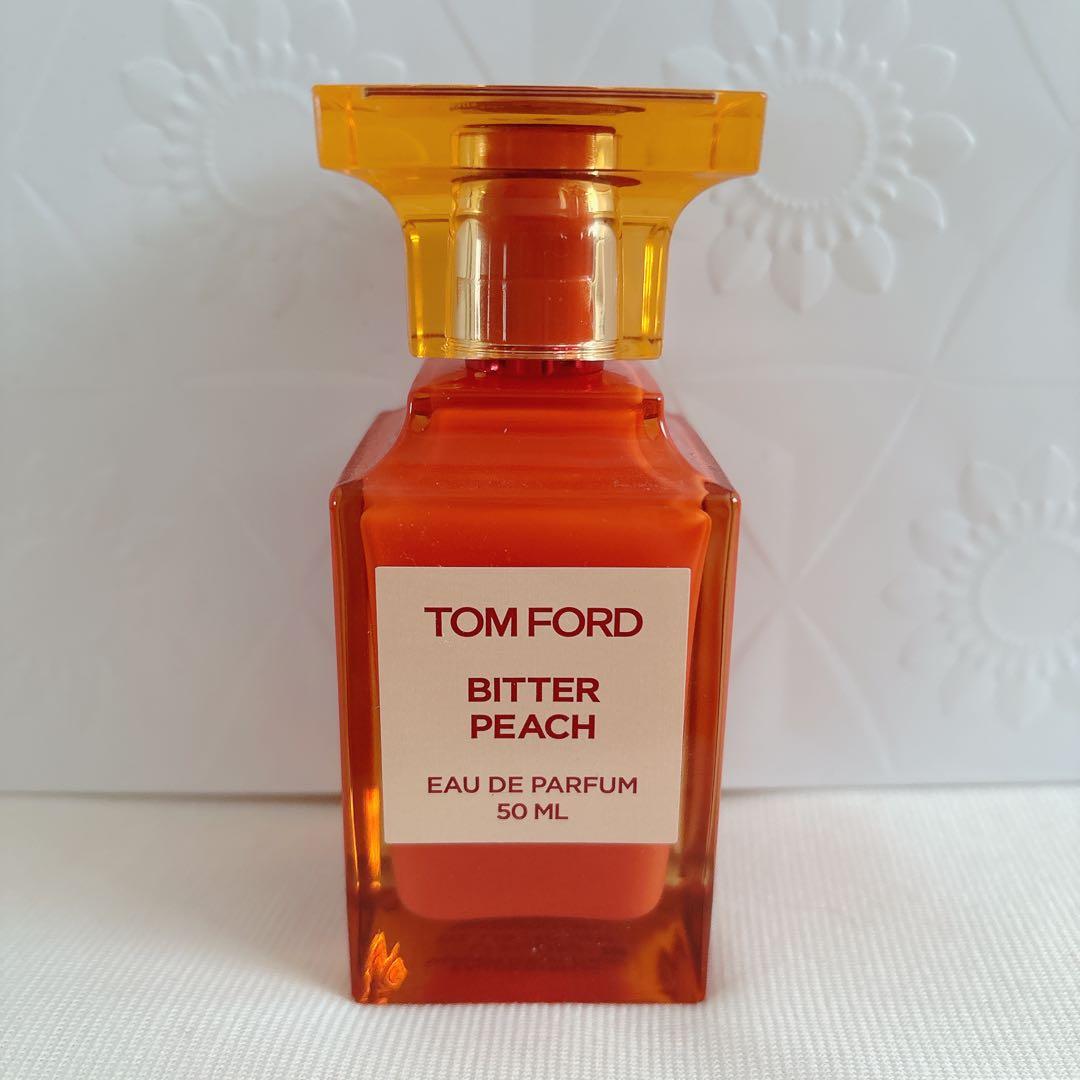 TOM FORD
BITTER
PEACH
EAU DE PARFUM
50 ML